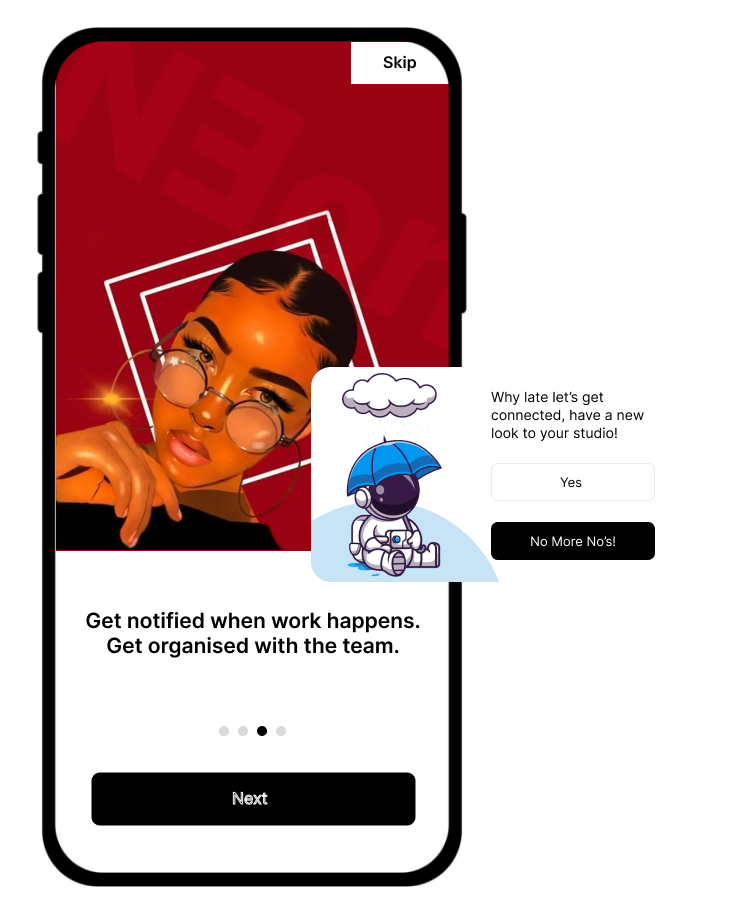 Skip
Why late let’s get
connected, have a new
look to your studio!
Yes
No More No’s!
Get notified when work happens.
Get organised with the team.
Next